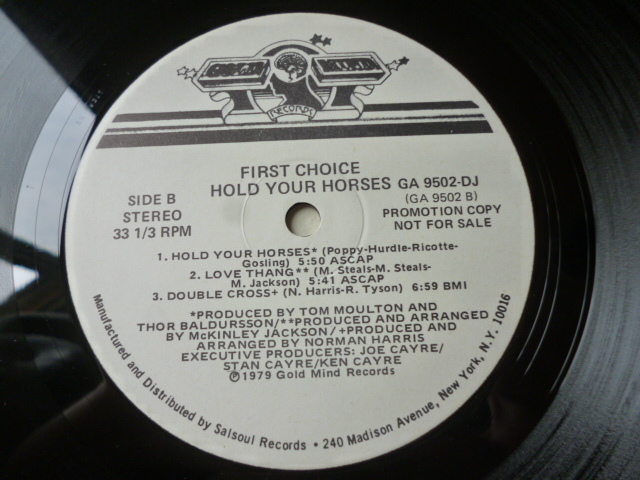 GOLD MIND
RECORDS
FIRST CHOICE
HOLD YOUR HORSES
SIDE B
STEREO
33 1/3 RPM
GA 9502-DJ
(GA 9502 B)
PROMOTION COPY
NOT FOR SALE
1. HOLD YOUR HORSES* (Poppy-Hurdle-Ricotte-
Gosling) 5:50 ASCAP
2. LOVE THANG** (M. Steals-M. Steals-
M. Jackson) 5:41 ASCAP
3. DOUBLE CROSS+ (N. Harris-R. Tyson) 6:59 BMI
*PRODUCED BY TOM MOULTON AND
THOR BALDURSSON/**PRODUCED AND ARRANGED
BY McKINLEY JACKSON/+PRODUCED AND
ARRANGED BY NORMAN HARRIS
EXECUTIVE PRODUCERS: JOE CAYRE/
STAN CAYRE/KEN CAYRE
℗1979 Gold Mind Records
Manufactured and Distributed by Salsoul Records • 240 Madison Avenue, New York, N.Y. 10016